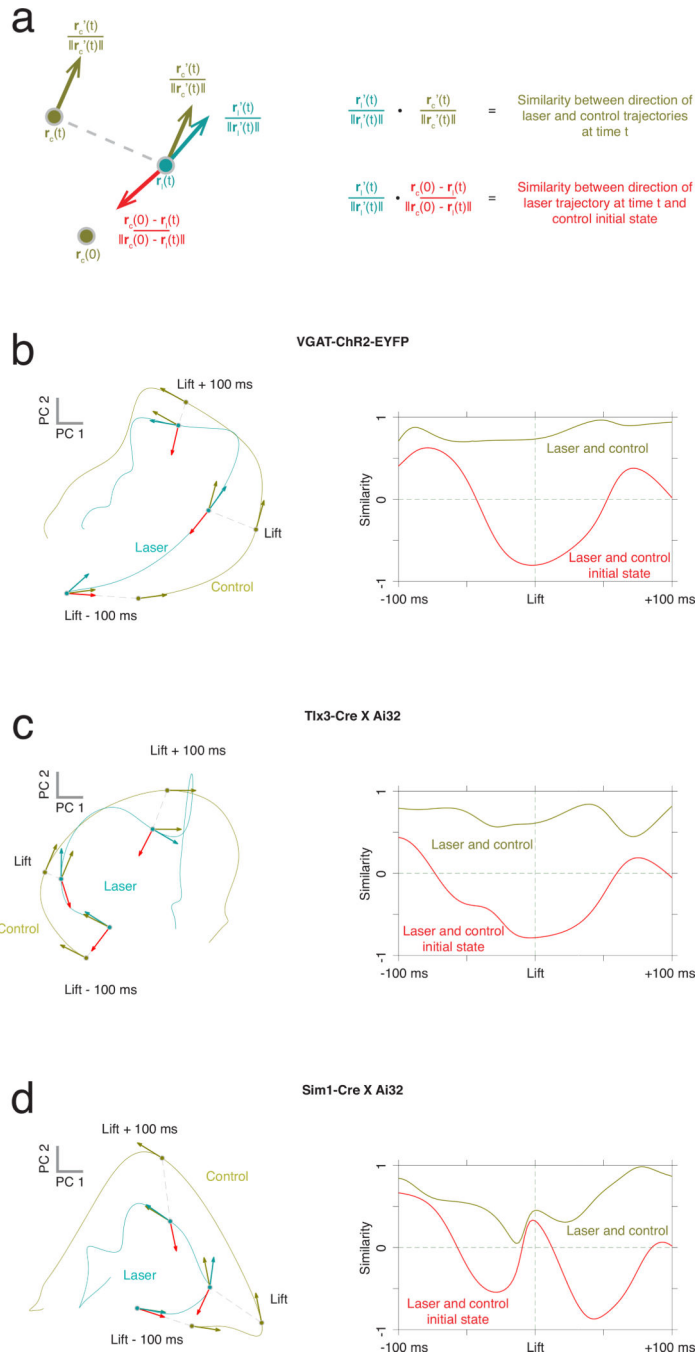 a
r_c'(t)
||r_c'(t)||
r_c'(t)
||r_c'(t)||
r_l'(t)
||r_l'(t)||
r_c(t)
r_l(t)
r_c(0) - r_l(t)
||r_c(0) - r_l(t)||
r_c(0)
r_l'(t)
||r_l'(t)||
•
r_c'(t)
||r_c'(t)||
=
Similarity between direction of
laser and control trajectories
at time t
r_l'(t)
||r_l'(t)||
•
r_c(0) - r_l(t)
||r_c(0) - r_l(t)||
=
Similarity between direction of
laser trajectory at time t and
control initial state
b
VGAT-ChR2-EYFP
PC 2
PC 1
Lift + 100 ms
Laser
Lift
Control
Lift - 100 ms
Similarity
1
0
-1
Laser and control
Laser and control
initial state
-100 ms
Lift
+100 ms
c
Tlx3-Cre X Ai32
PC 2
PC 1
Lift + 100 ms
Lift
Laser
Control
Lift - 100 ms
Similarity
1
0
-1
Laser and control
Laser and control
initial state
-100 ms
Lift
+100 ms
d
Sim1-Cre X Ai32
PC 2
PC 1
Lift + 100 ms
Control
Laser
Lift
Lift - 100 ms
Similarity
1
0
-1
Laser and control
Laser and control
initial state
-100 ms
Lift
+100 ms